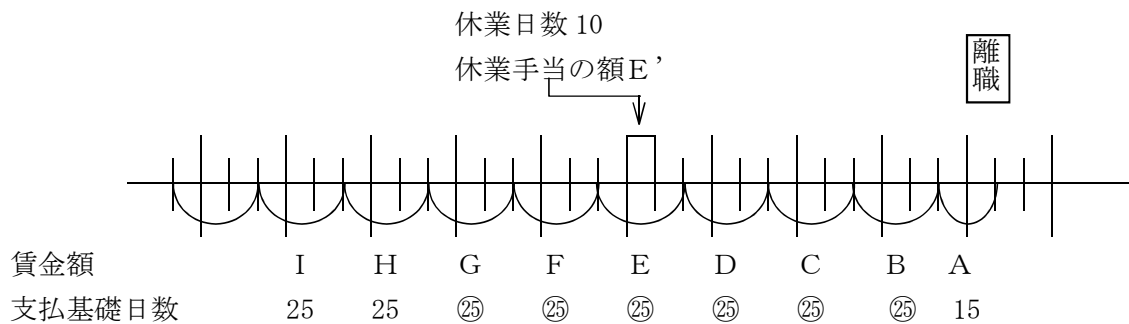 休業日数 10
休業手当の額E’
離職
賃金額 I H G F E D C B A
支払基礎日数 25 25 ㉕ ㉕ ㉕ ㉕ ㉕ ㉕ 15